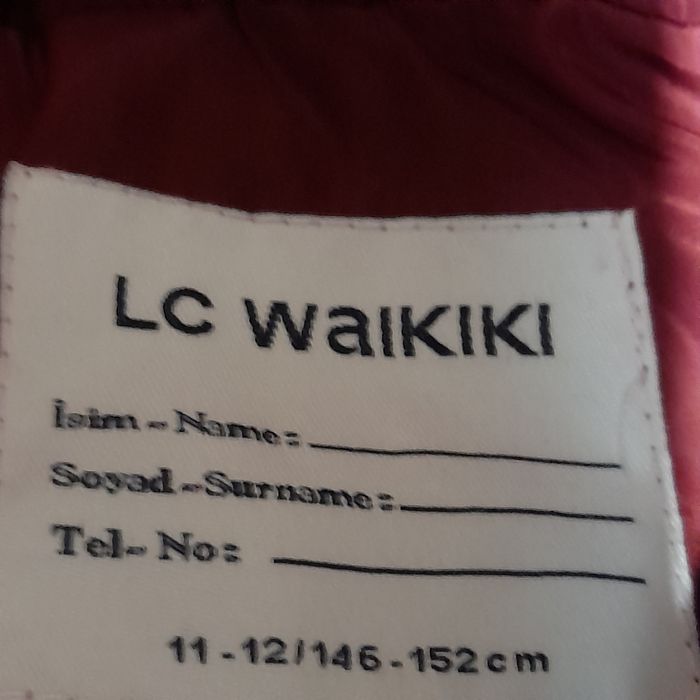 LC WaIKIKI
İsim - Name:
Soyad - Surname:
Tel- No:
11 - 12 / 146 - 152 cm